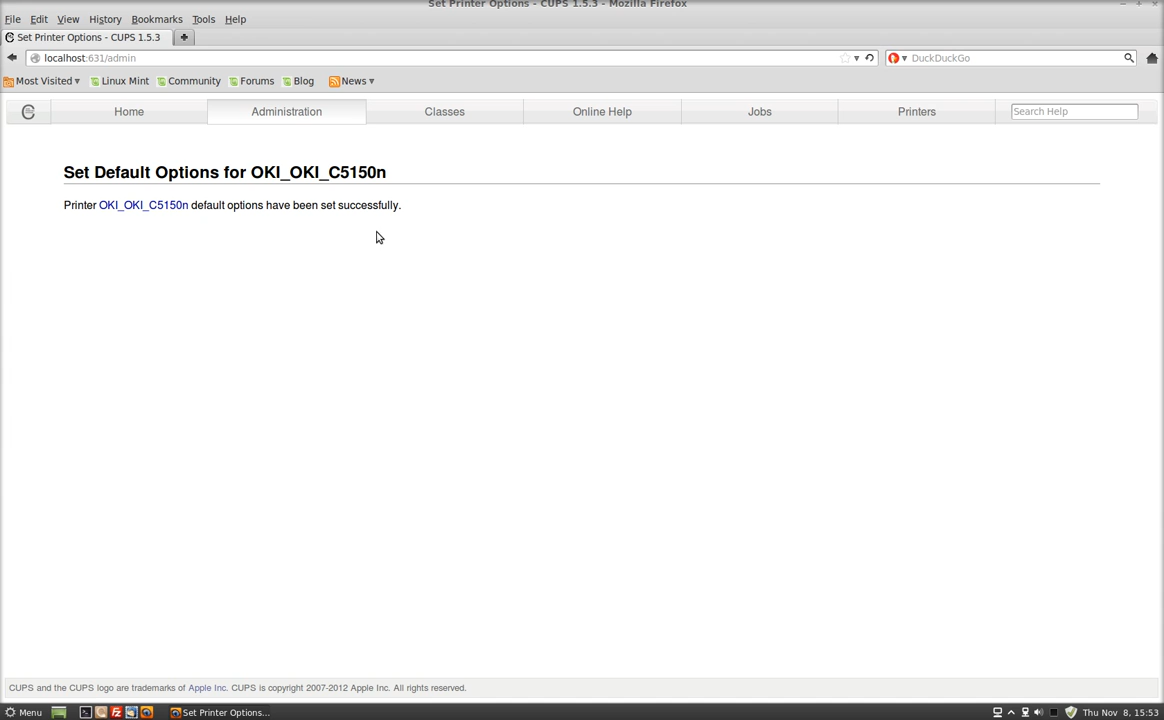 Set Printer Options - CUPS 1.5.3 - Mozilla Firefox
File Edit View History Bookmarks Tools Help
Set Printer Options - CUPS 1.5.3
localhost:631/admin DuckDuckGo
Most Visited Linux Mint Community Forums Blog News
Home Administration Classes Online Help Jobs Printers Search Help
Set Default Options for OKI_OKI_C5150n
Printer OKI_OKI_C5150n default options have been set successfully.
CUPS and the CUPS logo are trademarks of Apple Inc. CUPS is copyright 2007-2012 Apple Inc. All rights reserved.
Menu Set Printer Options... Thu Nov 8, 15:53